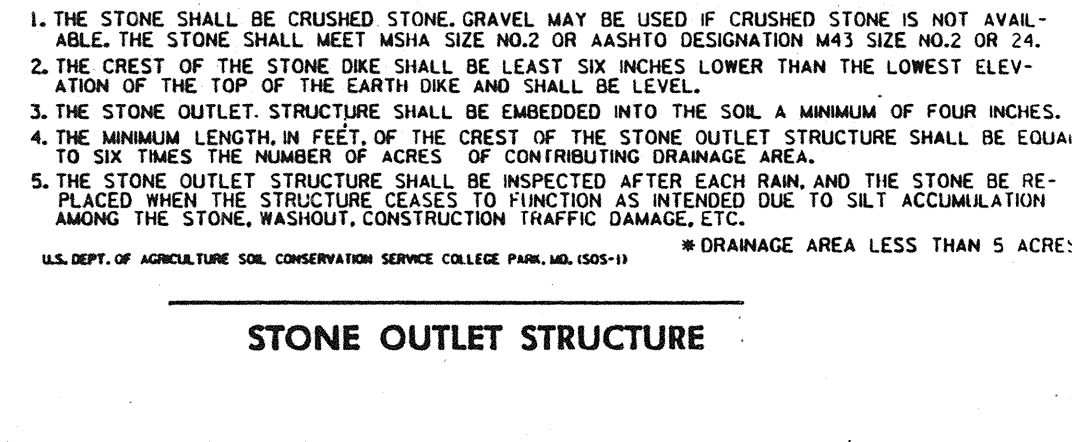 1. THE STONE SHALL BE CRUSHED STONE. GRAVEL MAY BE USED IF CRUSHED STONE IS NOT AVAIL-
ABLE. THE STONE SHALL MEET MSHA SIZE NO.2 OR AASHTO DESIGNATION M43 SIZE NO.2 OR 24.
2. THE CREST OF THE STONE DIKE SHALL BE LEAST SIX INCHES LOWER THAN THE LOWEST ELEV-
ATION OF THE TOP OF THE EARTH DIKE AND SHALL BE LEVEL.
3. THE STONE OUTLET STRUCTURE SHALL BE EMBEDDED INTO THE SOIL A MINIMUM OF FOUR INCHES.
4. THE MINIMUM LENGTH, IN FEET, OF THE CREST OF THE STONE OUTLET STRUCTURE SHALL BE EQUAL
TO SIX TIMES THE NUMBER OF ACRES OF CONTRIBUTING DRAINAGE AREA.
5. THE STONE OUTLET STRUCTURE SHALL BE INSPECTED AFTER EACH RAIN, AND THE STONE BE RE-
PLACED WHEN THE STRUCTURE CEASES TO FUNCTION AS INTENDED DUE TO SILT ACCUMULATION
AMONG THE STONE, WASHOUT, CONSTRUCTION TRAFFIC DAMAGE, ETC.
* DRAINAGE AREA LESS THAN 5 ACRES
U.S. DEPT. OF AGRICULTURE SOIL CONSERVATION SERVICE COLLEGE PARK, MD. (SOS-1)
STONE OUTLET STRUCTURE